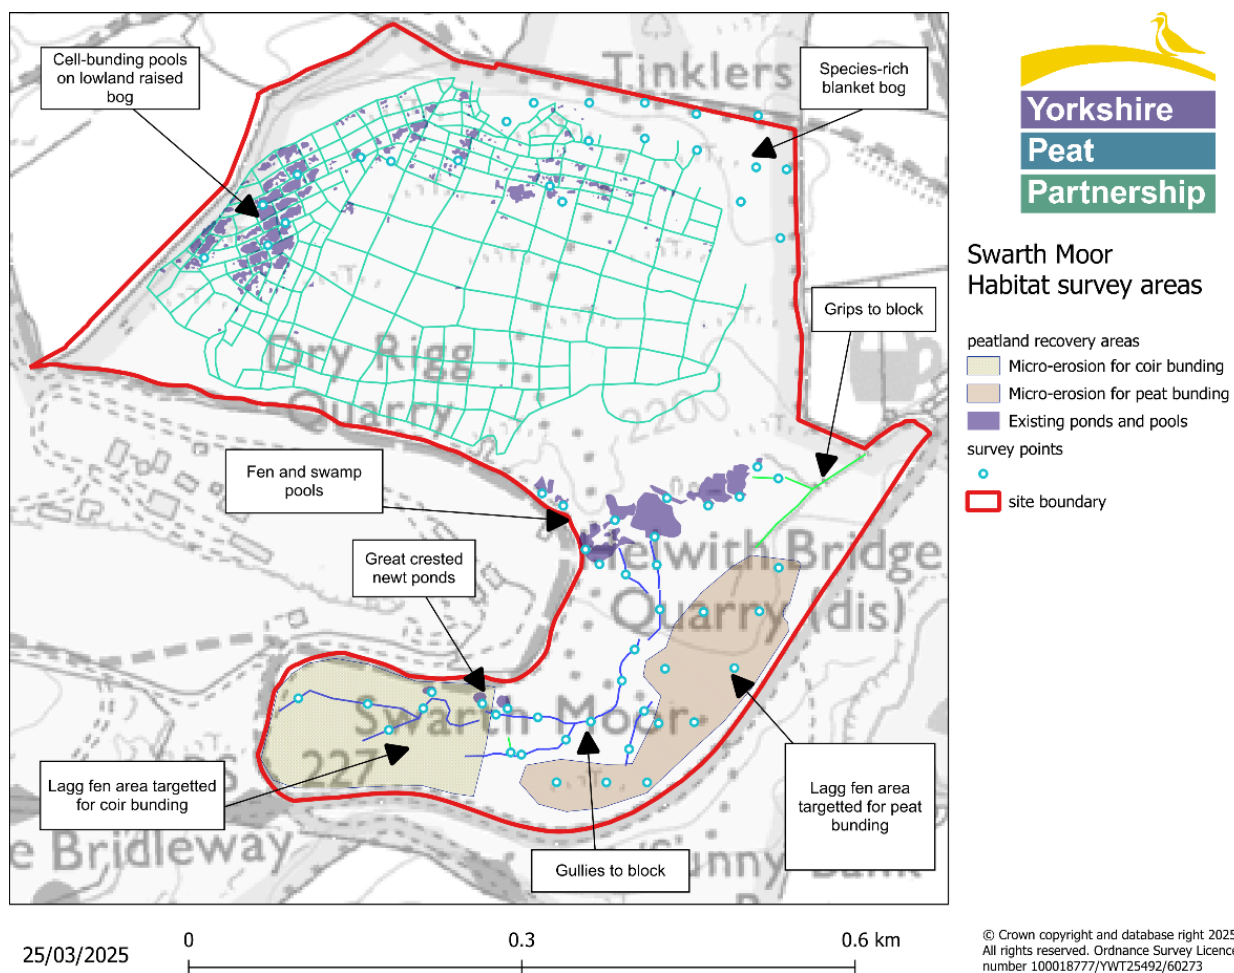 Cell-bunding pools
on lowland raised
bog
Tinklers
Species-rich
blanket bog
Yorkshire
Peat
Partnership
Swarth Moor
Habitat survey areas
Grips to block
peatland recovery areas
Micro-erosion for coir bunding
Micro-erosion for peat bunding
Existing ponds and pools
survey points
site boundary
Dry Rigg
Quarry
220
Fen and swamp
pools
Great crested
newt ponds
elwith Bridge
Quarry (dis)
Swarth Moor
227
Lagg fen area targetted
for coir bunding
Lagg fen area
targetted for peat
bunding
Gullies to block
e Bridleway
Sunny Bank
25/03/2025
0
0.3
0.6 km
© Crown copyright and database right 2025
All rights reserved. Ordnance Survey Licence
number 100018777/YWT25492/60273